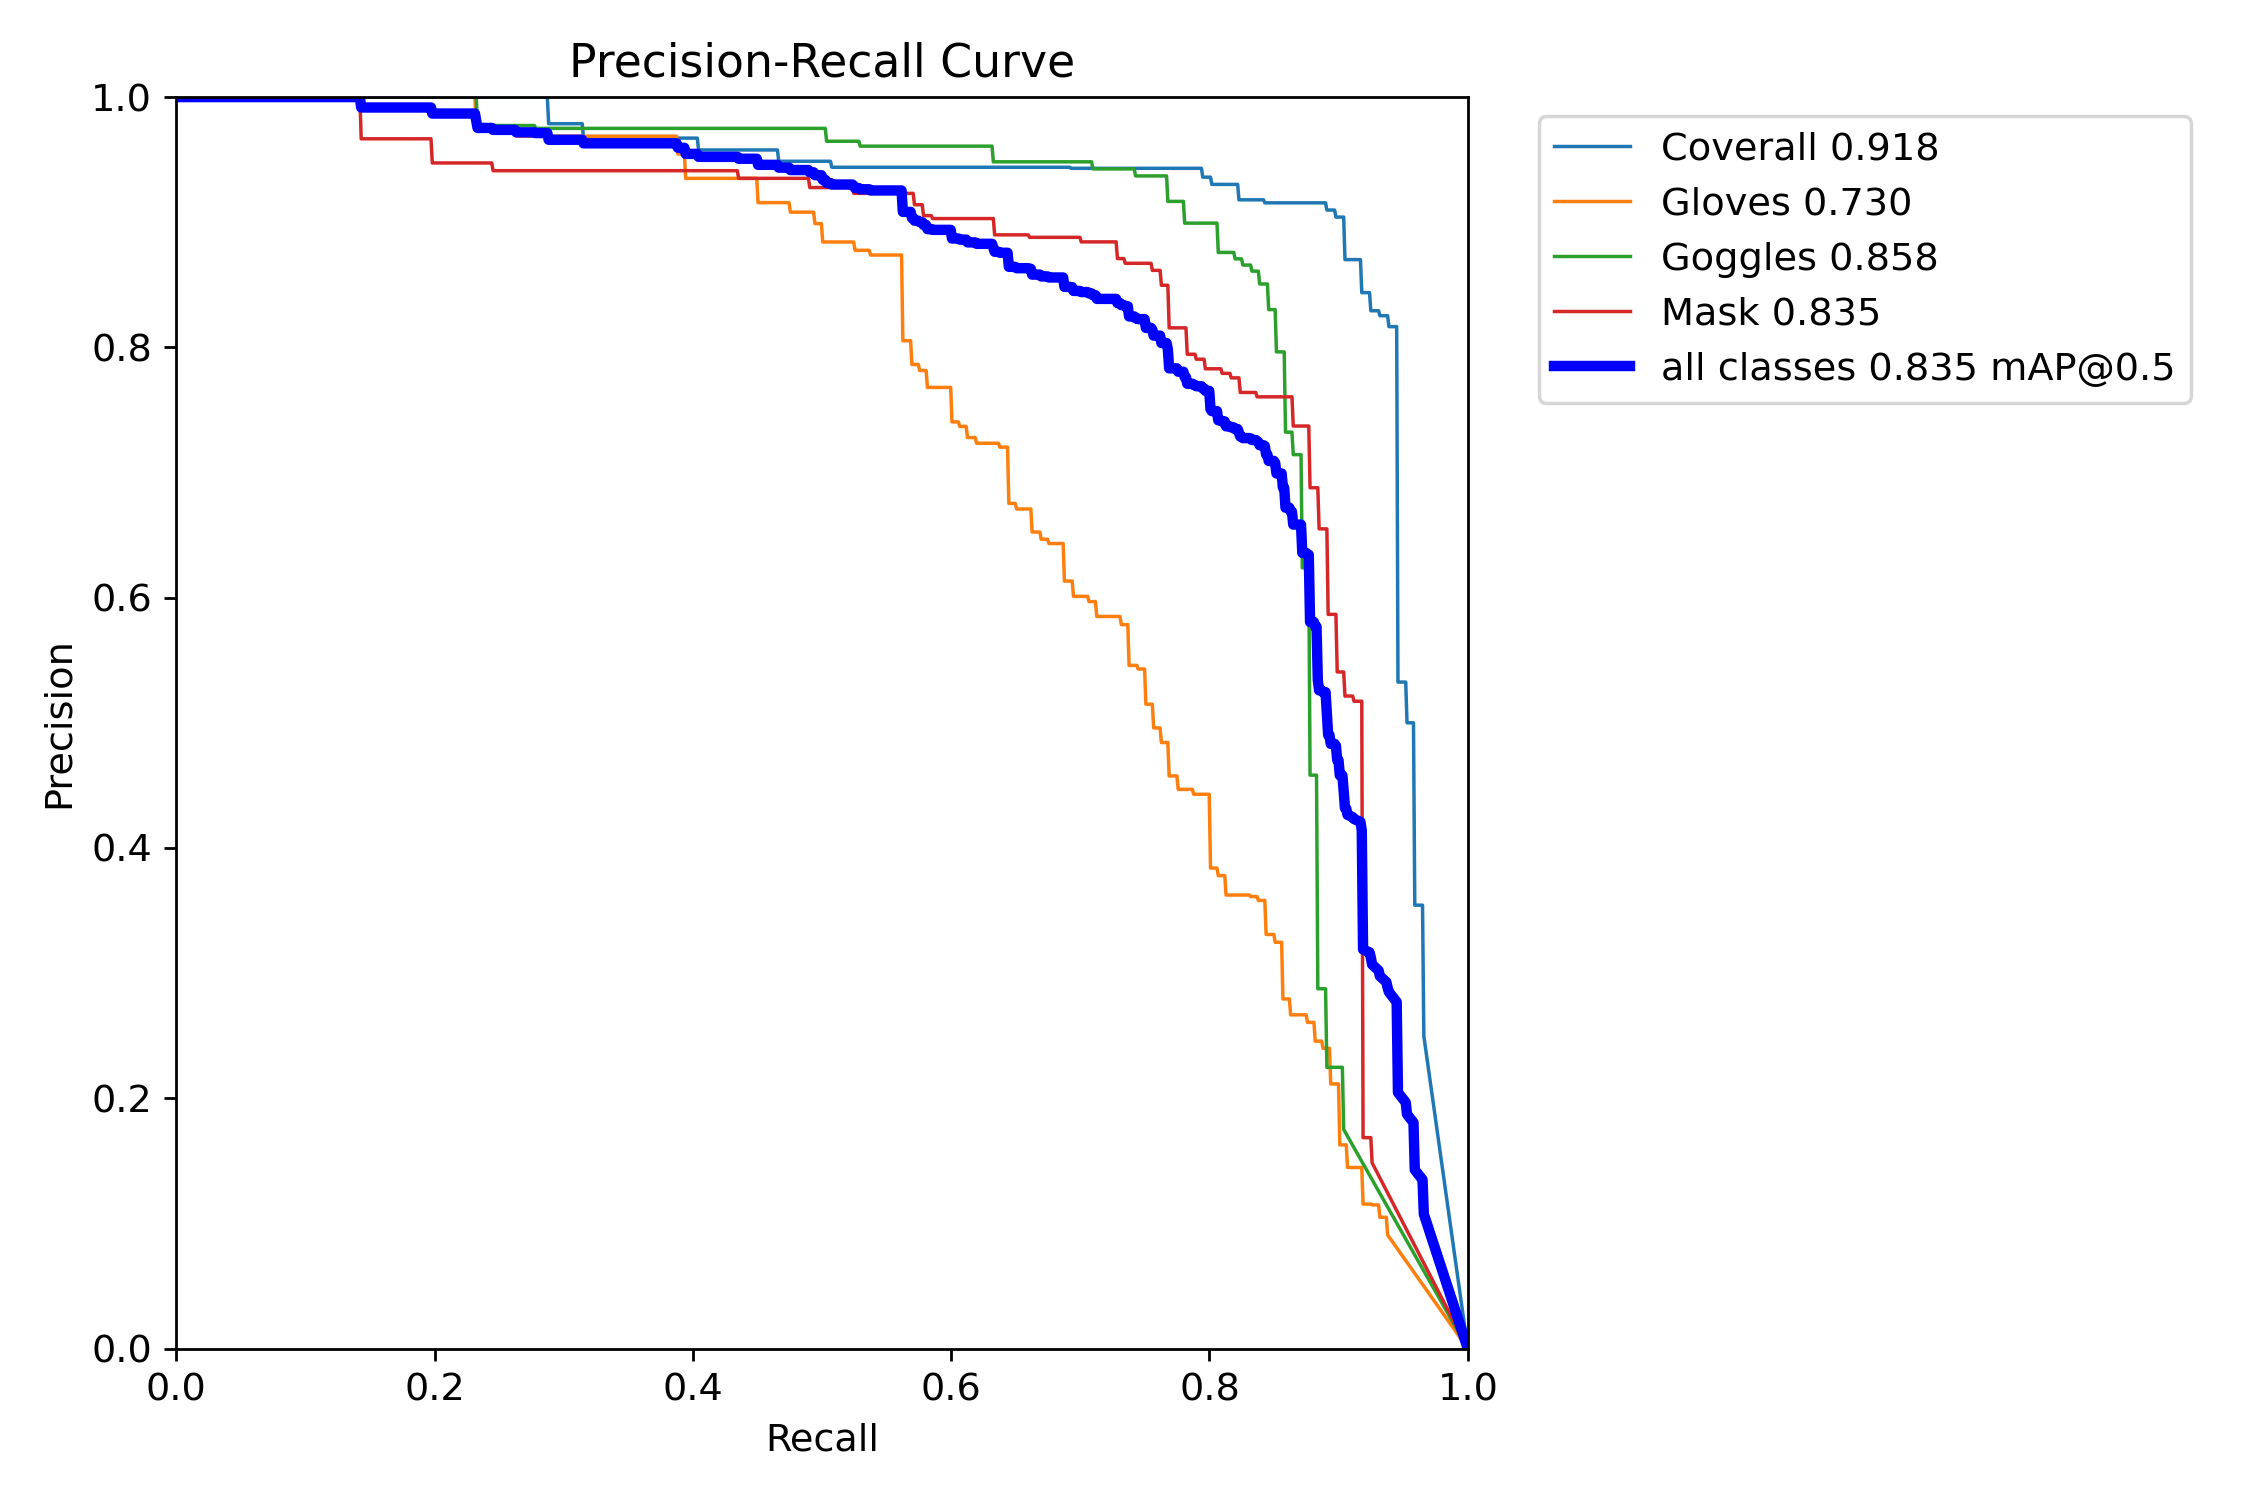 Precision-Recall Curve
1.0
0.8
0.6
0.4
0.2
0.0
Precision
0.0 0.2 0.4 0.6 0.8 1.0
Recall
Coverall 0.918
Gloves 0.730
Goggles 0.858
Mask 0.835
all classes 0.835 mAP@0.5